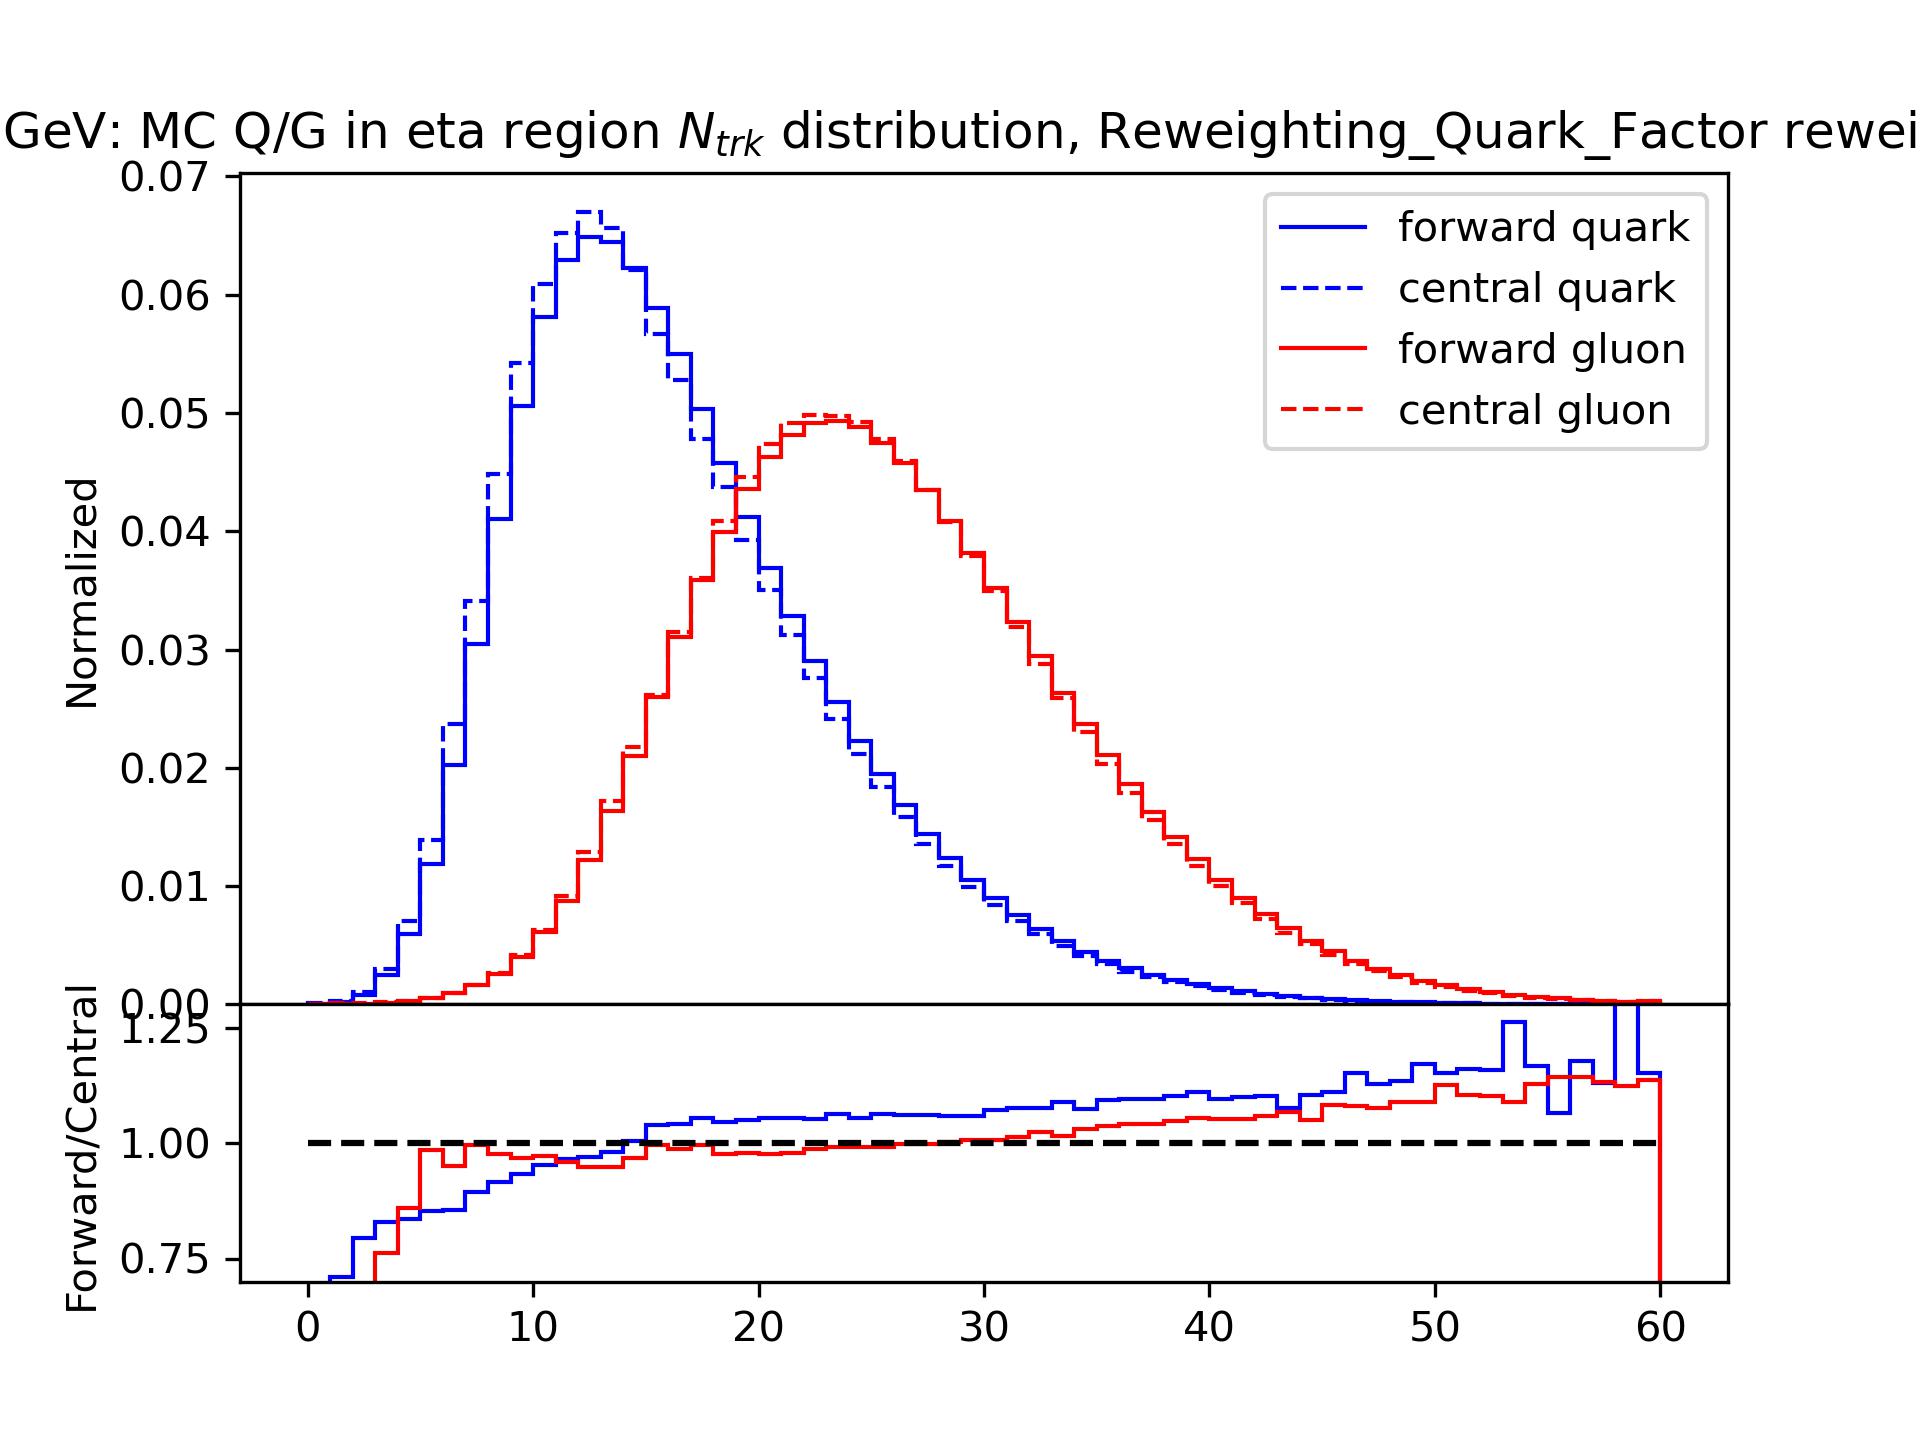 GeV: MC Q/G in eta region N_trk distribution, Reweighting_Quark_Factor rewei
0.07
0.06
0.05
0.04
0.03
0.02
0.01
0.00
Normalized
forward quark
central quark
forward gluon
central gluon
1.25
1.00
0.75
Forward/Central
0 10 20 30 40 50 60